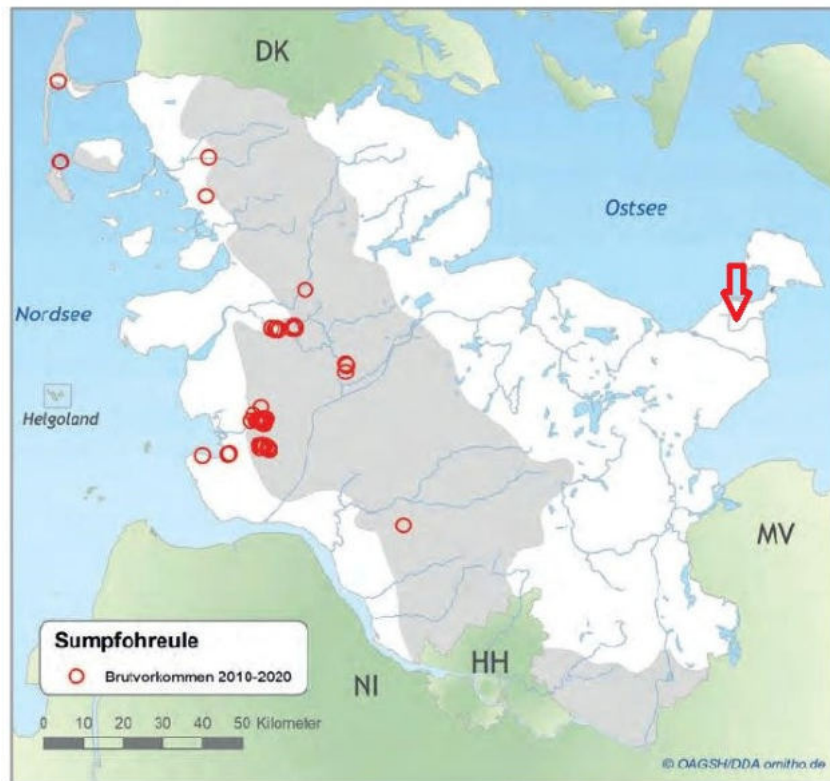 DK
Ostsee
Nordsee
Helgoland
MV
Sumpfohreule
Brutvorkommen 2010-2020
HH
NI
0 10 20 30 40 50 Kilometer
© OAGSH/DDA ornitho.de